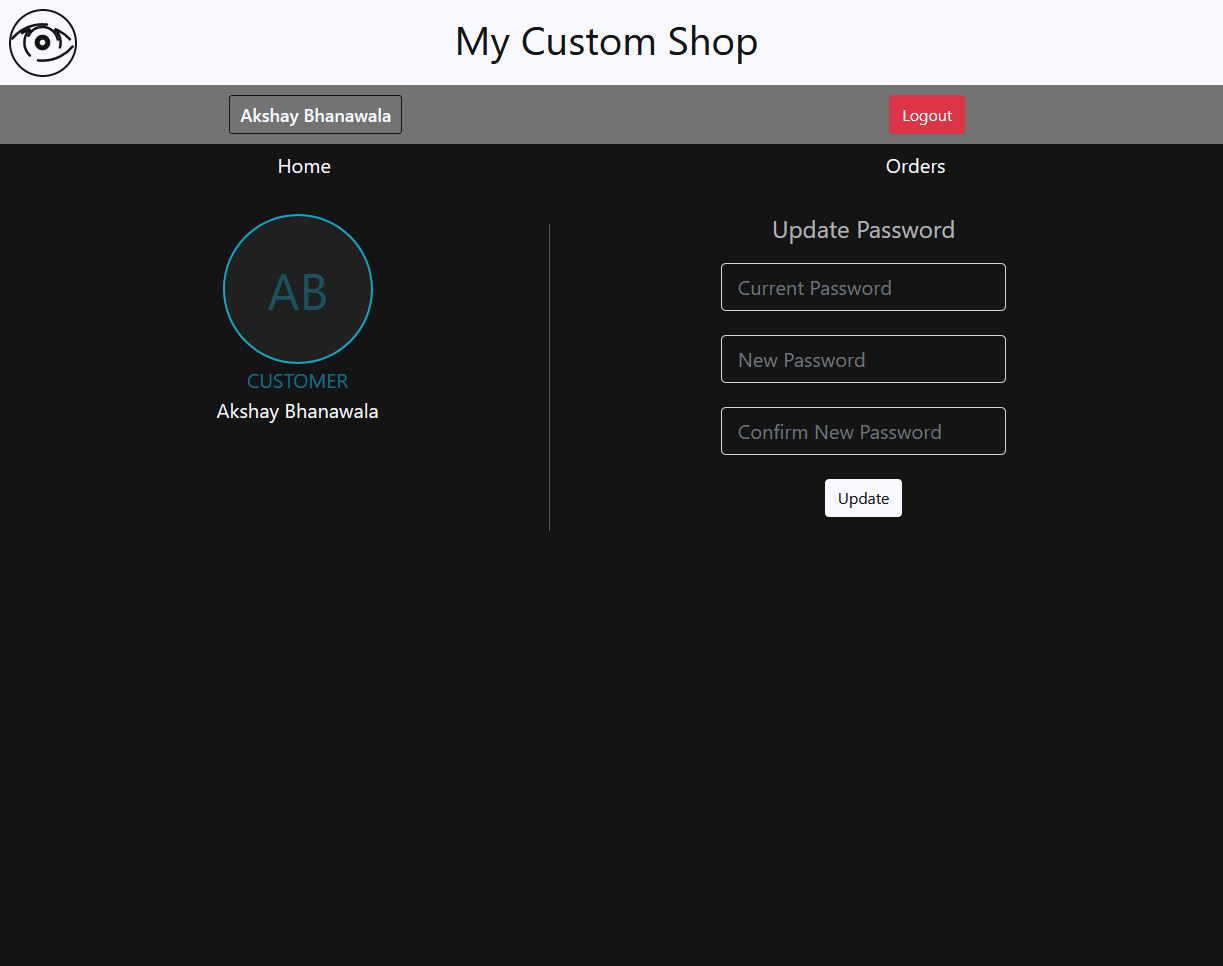 My Custom Shop
Akshay Bhanawala
Logout
Home
Orders
AB
CUSTOMER
Akshay Bhanawala
Update Password
Current Password
New Password
Confirm New Password
Update